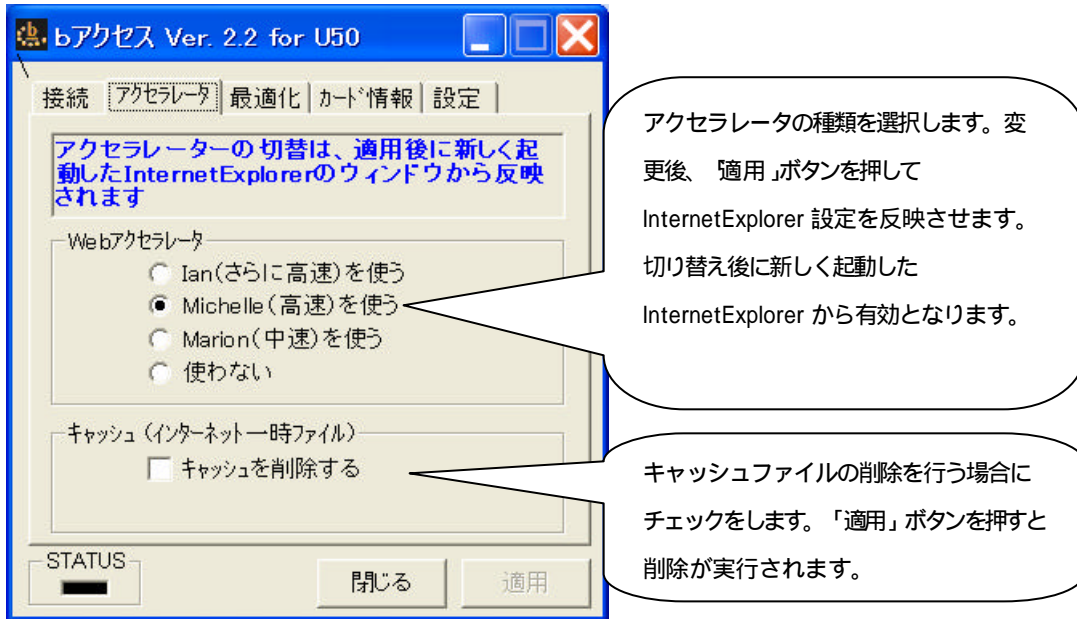 bアクセス Ver. 2.2 for U50
接続 アクセラレータ 最適化 カード情報 設定
アクセラレーターの切替は、適用後に新しく起
動したInternetExplorerのウィンドウから反映
されます
Webアクセラレータ
Ian(さらに高速)を使う
Michelle(高速)を使う
Marion(中速)を使う
使わない
キャッシュ(インターネット一時ファイル)
キャッシュを削除する
STATUS
閉じる 適用
アクセラレータの種類を選択します。変
更後、「適用」ボタンを押して
InternetExplorer 設定を反映させます。
切り替え後に新しく起動した
InternetExplorer から有効となります。
キャッシュファイルの削除を行う場合に
チェックをします。「適用」ボタンを押すと
削除が実行されます。